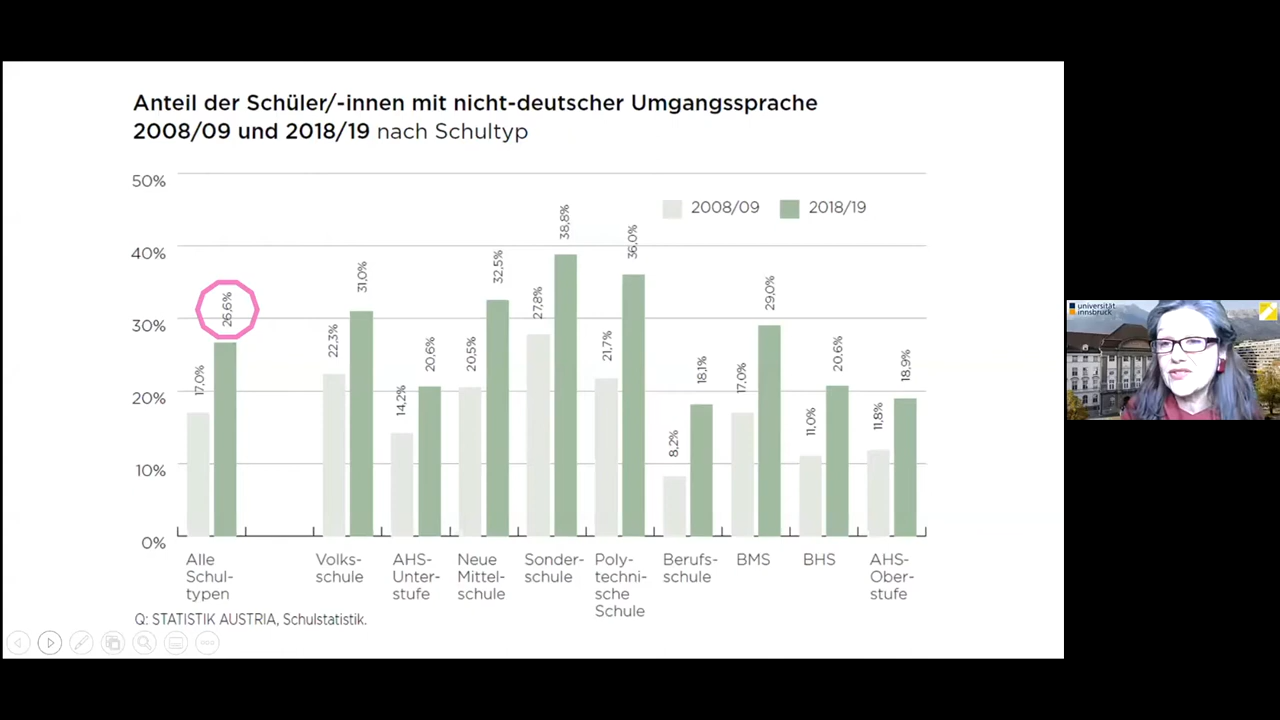 Anteil der Schüler/-innen mit nicht-deutscher Umgangssprache
2008/09 und 2018/19 nach Schultyp
50%
40%
30%
20%
10%
0%
2008/09
2018/19
17,0%
26,6%
22,3%
31,0%
14,2%
20,6%
20,5%
32,5%
27,8%
38,8%
21,7%
36,0%
8,2%
18,1%
17,0%
29,0%
11,0%
20,6%
11,8%
18,9%
Alle
Schul-
typen
Volks-
schule
AHS-
Unter-
stufe
Neue
Mittel-
schule
Sonder-
schule
Poly-
techni-
sche
Schule
Berufs-
schule
BMS
BHS
AHS-
Ober-
stufe
Q: STATISTIK AUSTRIA, Schulstatistik.
universität
innsbruck